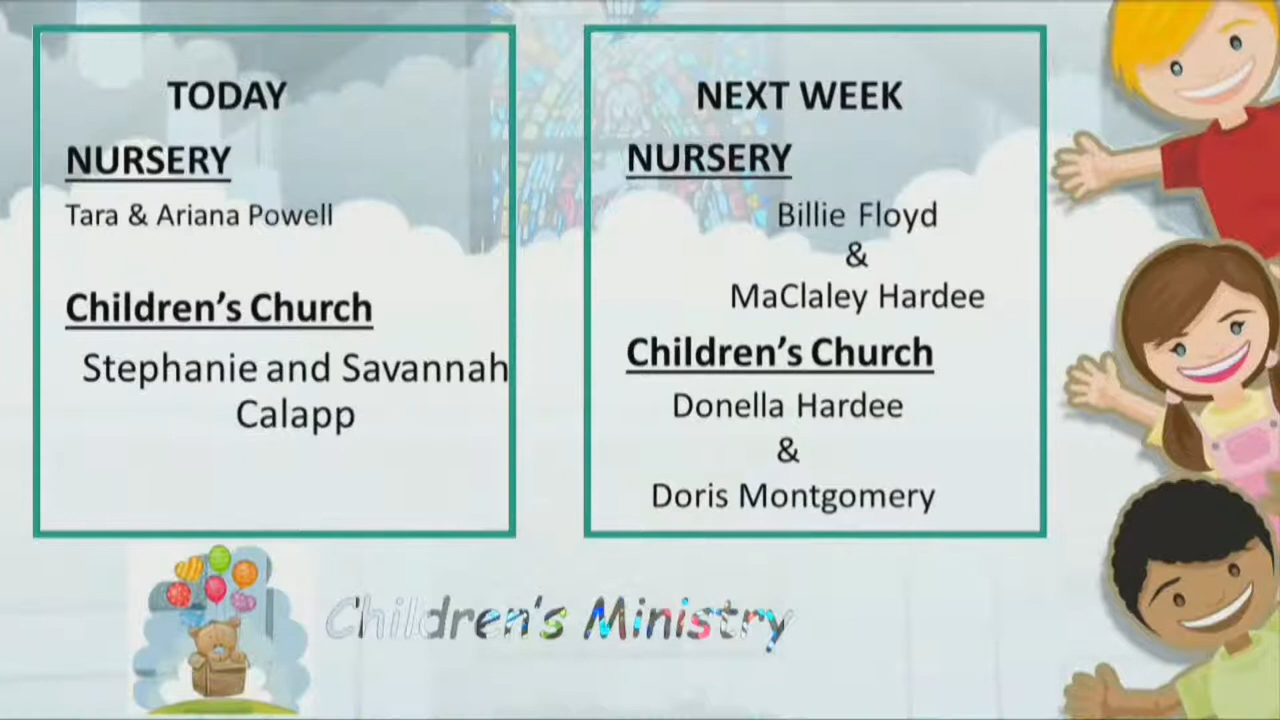 TODAY
NURSERY
Tara & Ariana Powell
Children's Church
Stephanie and Savannah
Calapp
NEXT WEEK
NURSERY
Billie Floyd
&
MaClaley Hardee
Children's Church
Donella Hardee
&
Doris Montgomery
Children's Ministry